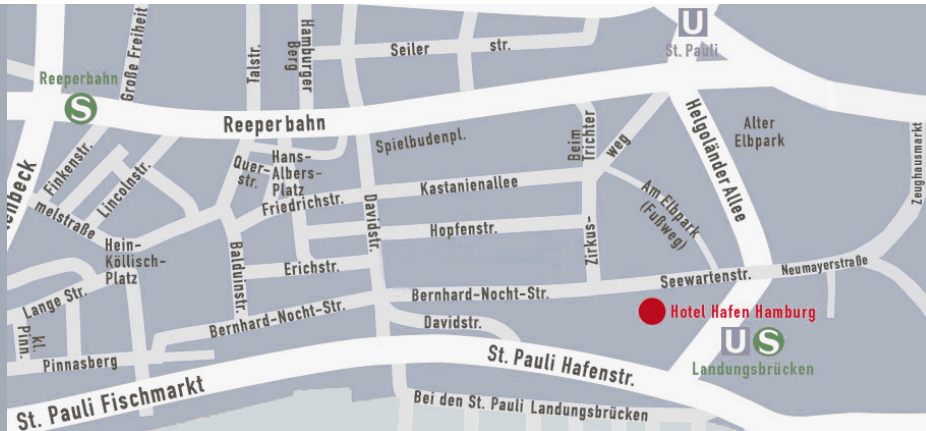 U
St. Pauli
Große Freiheit
Talstr.
Hamburger
Berg
Seiler
str.
Reeperbahn
S
Reeperbahn
Spielbudenpl.
Beim
Trichter
weg
Helgoländer Allee
Alter
Elbpark
Zeughausmarkt
Finkenstr.
Lincolnstr.
Quer-
str.
Hans-
Albers-
Platz
Kastanienallee
Friedrichstr.
Davidstr.
Am Elbpark
(Fußweg)
melstraße
nbeck
Hein-
Köllisch-
Platz
Balduinstr.
Hopfenstr.
Zirkus-
Erichstr.
Seewartenstr.
Neumayerstraße
Lange Str.
Bernhard-Nocht-Str.
Bernhard-Nocht-Str.
Hotel Hafen Hamburg
Davidstr.
kl.
Pinn.
Pinnasberg
U S
Landungsbrücken
St. Pauli Hafenstr.
St. Pauli Fischmarkt
Bei den St. Pauli Landungsbrücken